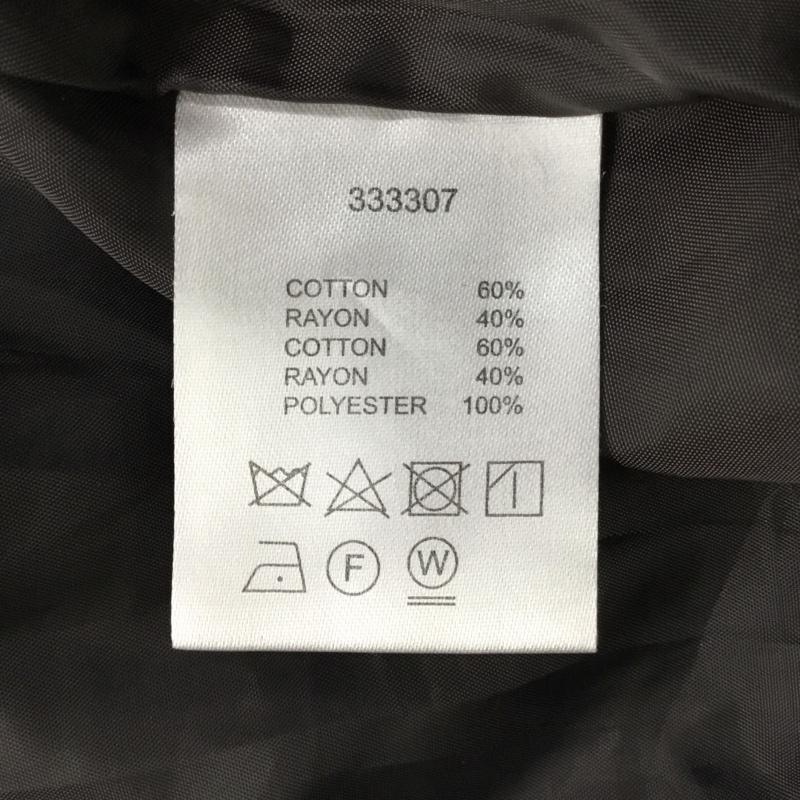 333307
COTTON 60%
RAYON 40%
COTTON 60%
RAYON 40%
POLYESTER 100%
F W